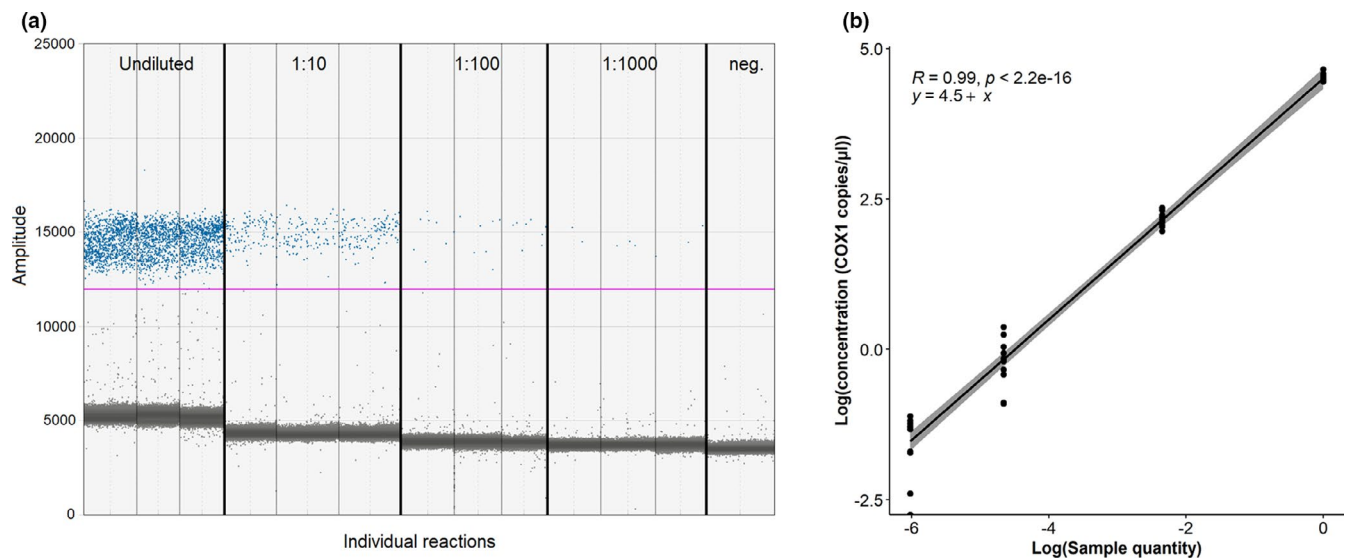 (a)
25000
20000
15000
10000
5000
0
Amplitude
Undiluted 1:10 1:100 1:1000 neg.
Individual reactions
(b)
5.0
2.5
0.0
-2.5
Log(concentration (COX1 copies/µl))
R = 0.99, p < 2.2e-16
y = 4.5 + x
-6 -4 -2 0
Log(Sample quantity)